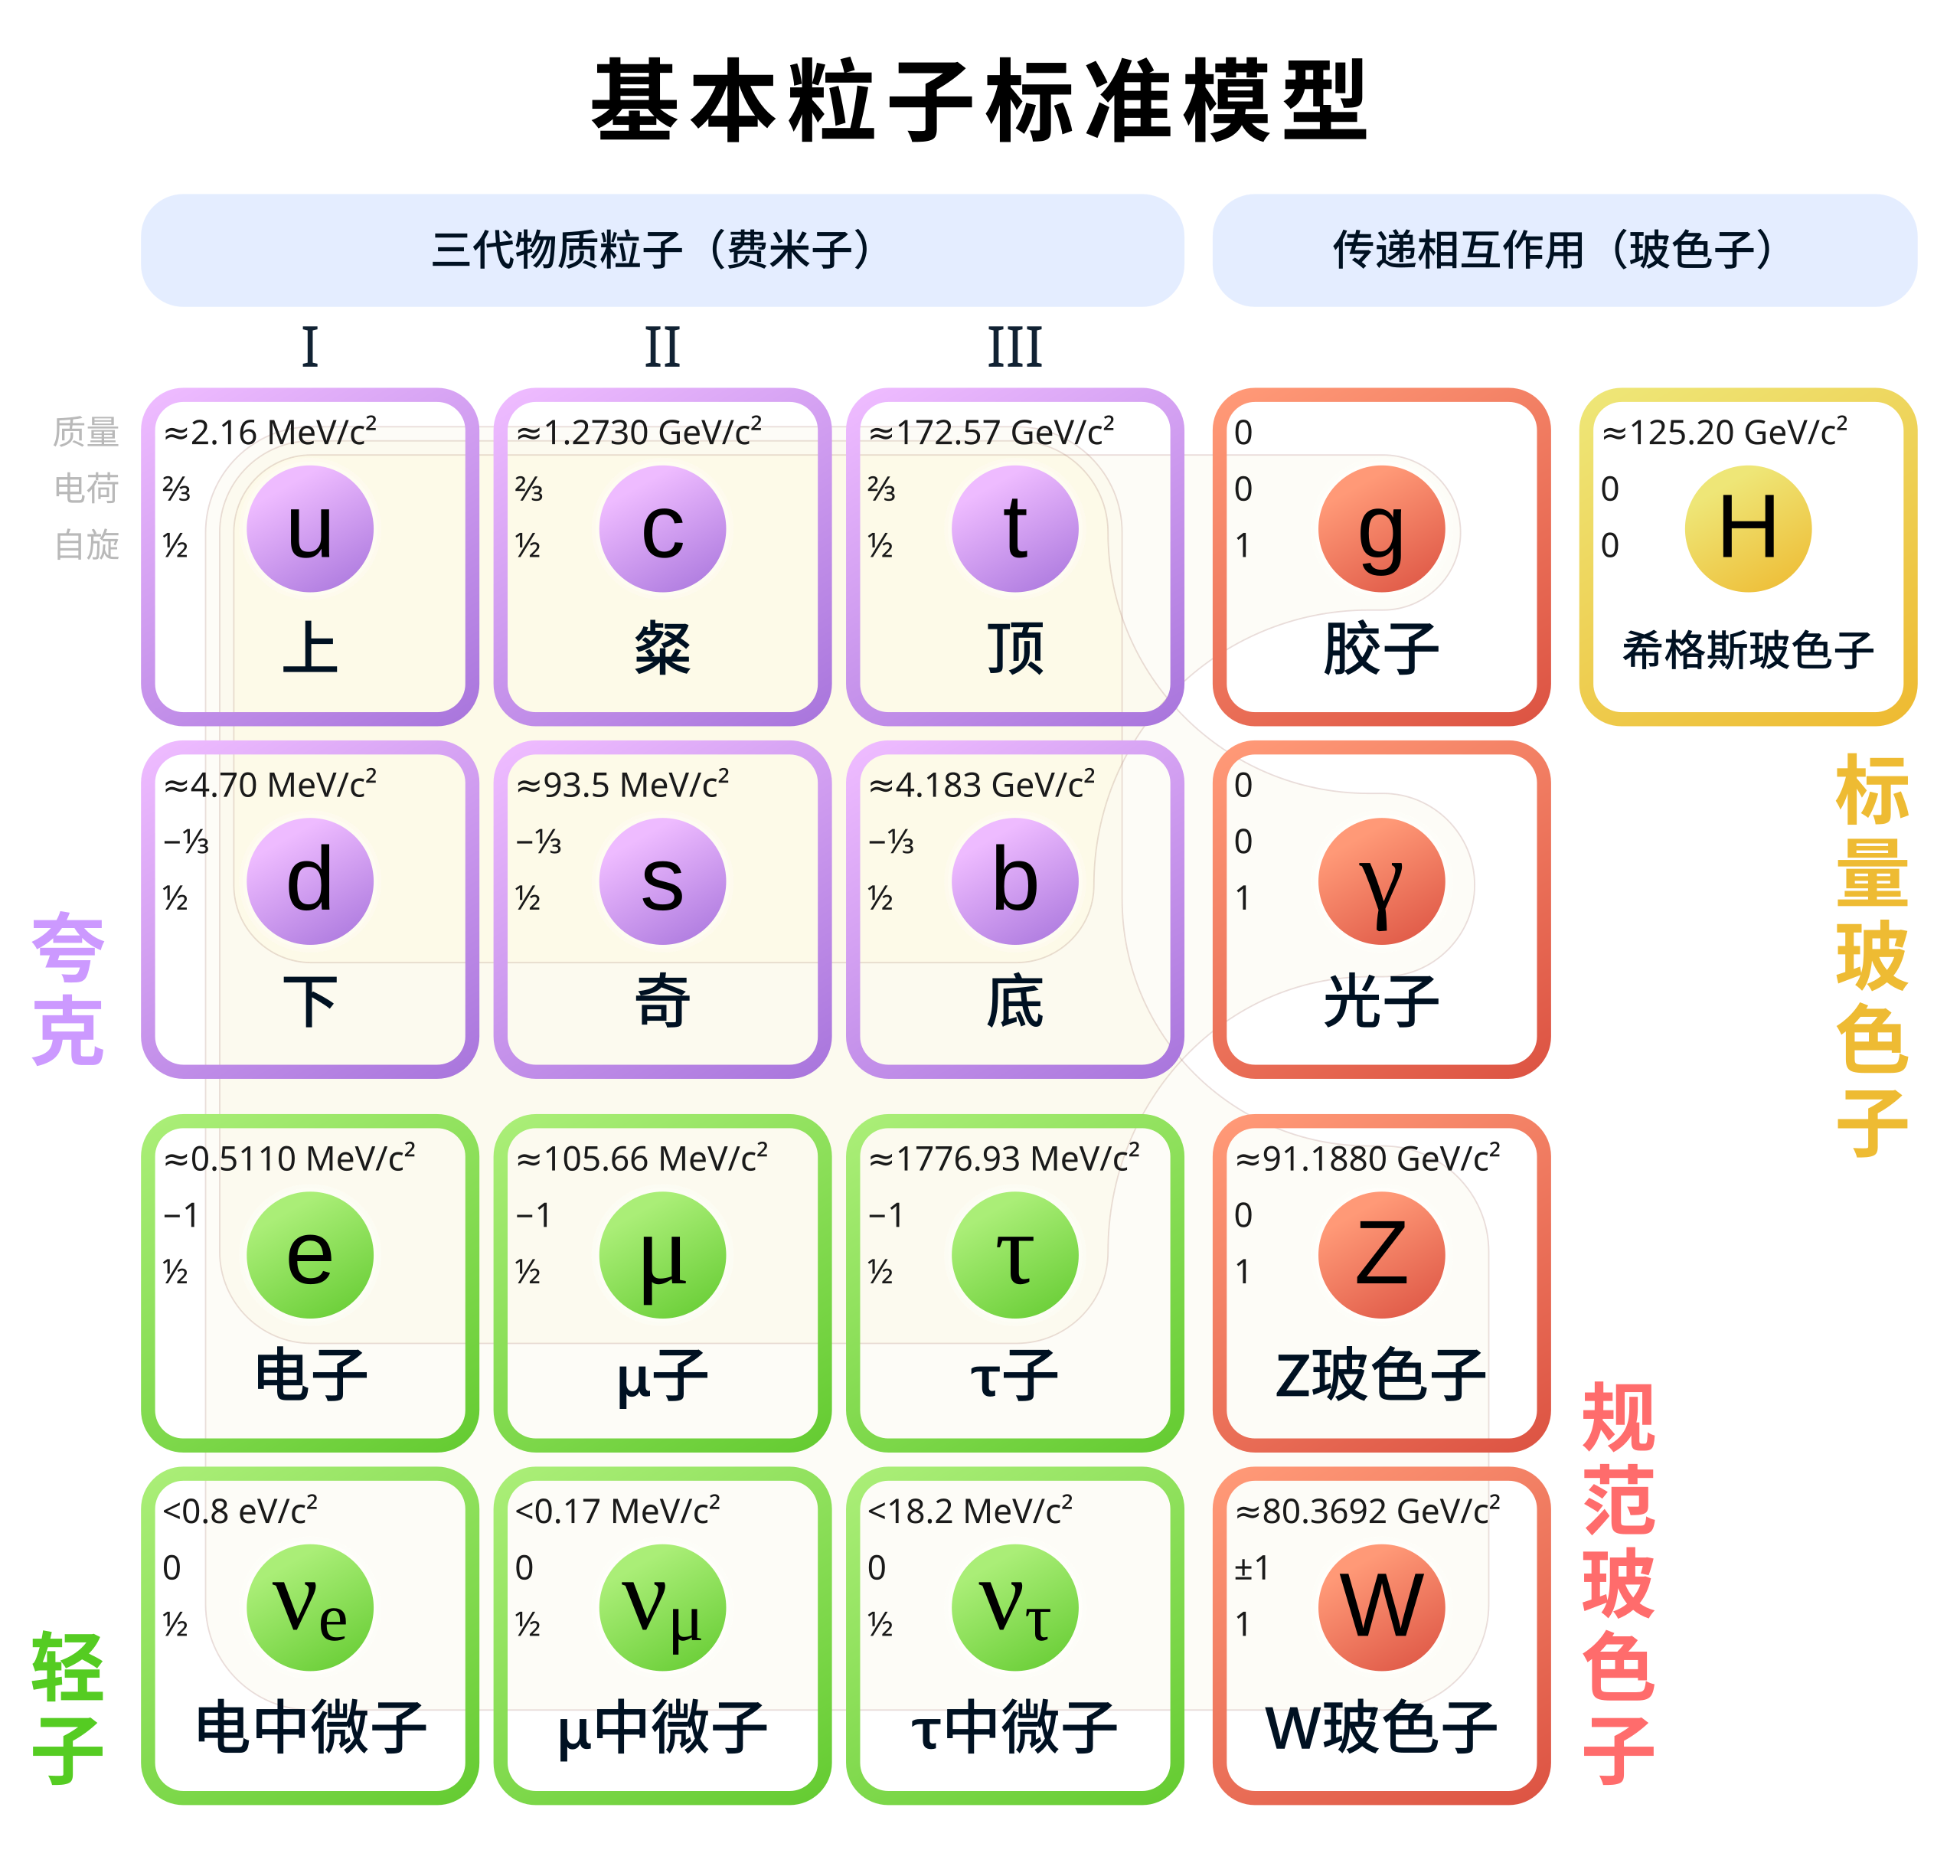 基本粒子标准模型
三代物质粒子（费米子）
传递相互作用（玻色子）
I
II
III
质量
电荷
自旋
≈2.16 MeV/c²
⅔
½
u
上
≈1.2730 GeV/c²
⅔
½
c
粲
≈172.57 GeV/c²
⅔
½
t
顶
0
0
1
g
胶子
≈125.20 GeV/c²
0
0
H
希格斯玻色子
夸克
≈4.70 MeV/c²
−⅓
½
d
下
≈93.5 MeV/c²
−⅓
½
s
奇
≈4.183 GeV/c²
−⅓
½
b
底
0
0
1
γ
光子
标量玻色子
≈0.5110 MeV/c²
−1
½
e
电子
≈105.66 MeV/c²
−1
½
μ
μ子
≈1776.93 MeV/c²
−1
½
τ
τ子
≈91.1880 GeV/c²
0
1
Z
Z玻色子
轻子
<0.8 eV/c²
0
½
νe
电中微子
<0.17 MeV/c²
0
½
νμ
μ中微子
<18.2 MeV/c²
0
½
ντ
τ中微子
≈80.3692 GeV/c²
±1
1
W
W玻色子
规范玻色子